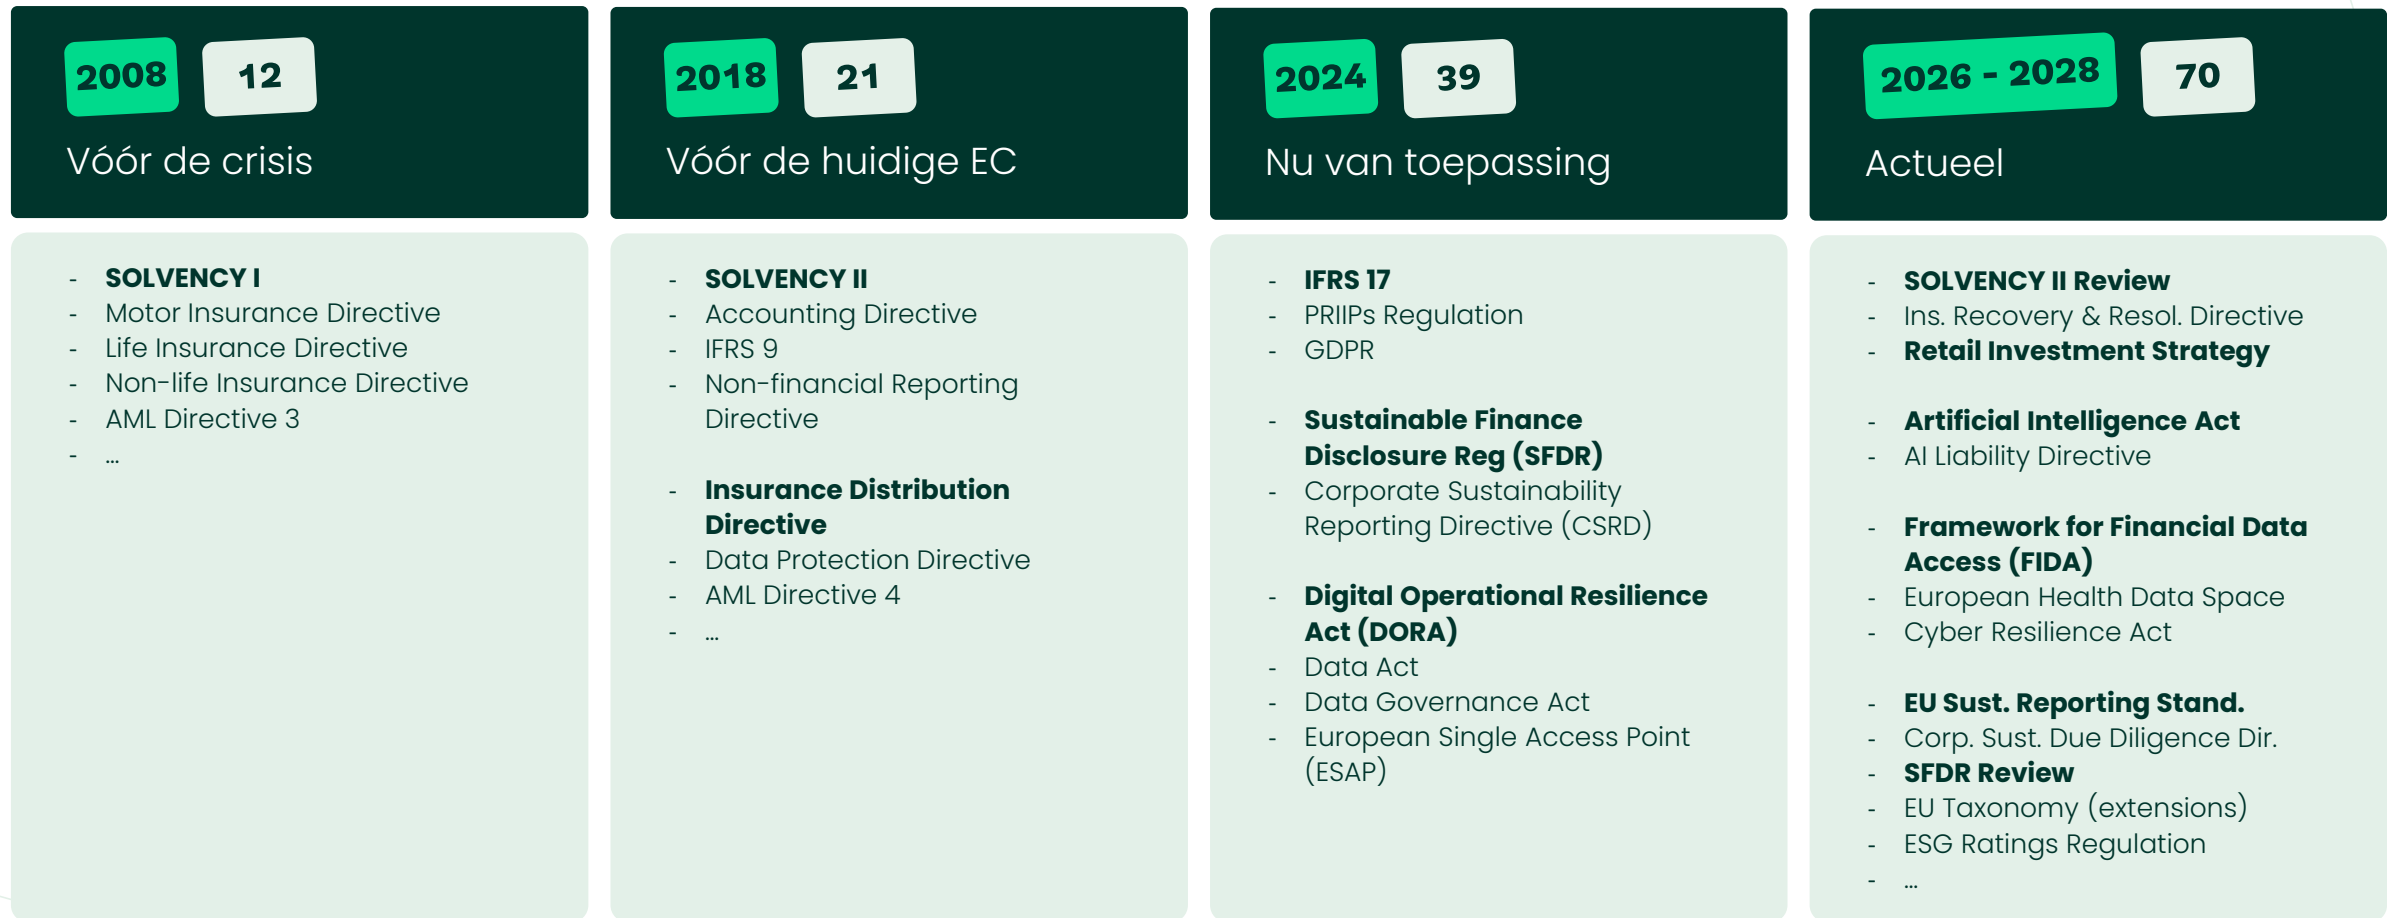 2008 12
Vóór de crisis
- SOLVENCY I
- Motor Insurance Directive
- Life Insurance Directive
- Non-life Insurance Directive
- AML Directive 3
- ...
2018 21
Vóór de huidige EC
- SOLVENCY II
- Accounting Directive
- IFRS 9
- Non-financial Reporting
Directive
- Insurance Distribution
Directive
- Data Protection Directive
- AML Directive 4
- ...
2024 39
Nu van toepassing
- IFRS 17
- PRIIPs Regulation
- GDPR
- Sustainable Finance
Disclosure Reg (SFDR)
- Corporate Sustainability
Reporting Directive (CSRD)
- Digital Operational Resilience
Act (DORA)
- Data Act
- Data Governance Act
- European Single Access Point
(ESAP)
2026 - 2028 70
Actueel
- SOLVENCY II Review
- Ins. Recovery & Resol. Directive
- Retail Investment Strategy
- Artificial Intelligence Act
- AI Liability Directive
- Framework for Financial Data
Access (FIDA)
- European Health Data Space
- Cyber Resilience Act
- EU Sust. Reporting Stand.
- Corp. Sust. Due Diligence Dir.
- SFDR Review
- EU Taxonomy (extensions)
- ESG Ratings Regulation
- ...